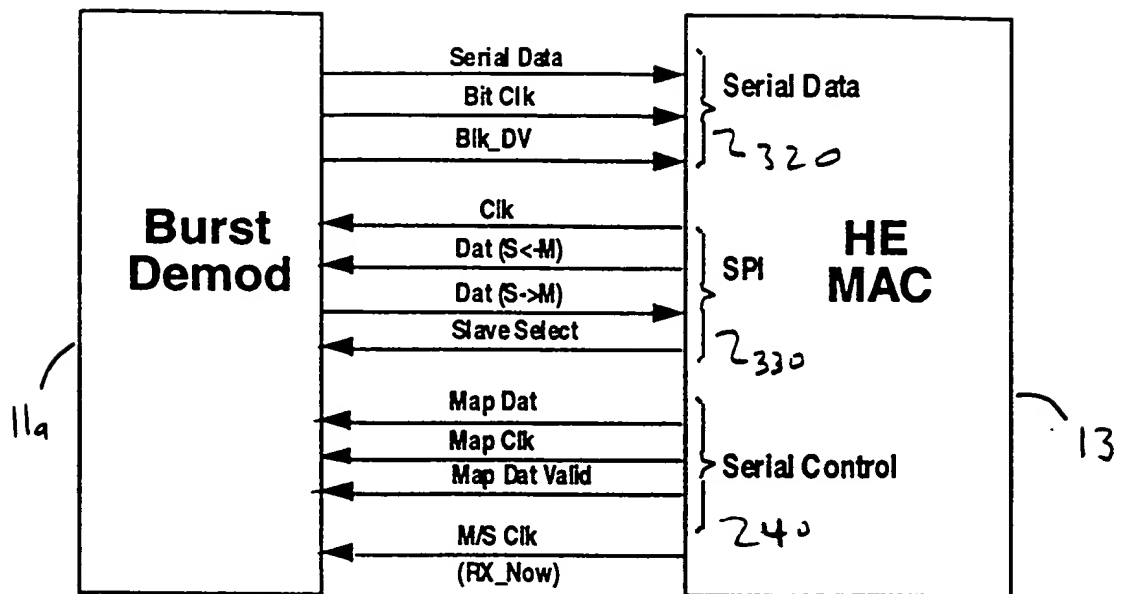 Serial Data
Bit Clk
Blk_DV
Serial Data
320
Clk
Dat (S<-M)
Dat (S->M)
Slave Select
SPI
330
Burst
Demod
HE
MAC
Map Dat
Map Clk
Map Dat Valid
Serial Control
240
M/S Clk
(RX_Now)
11a
13